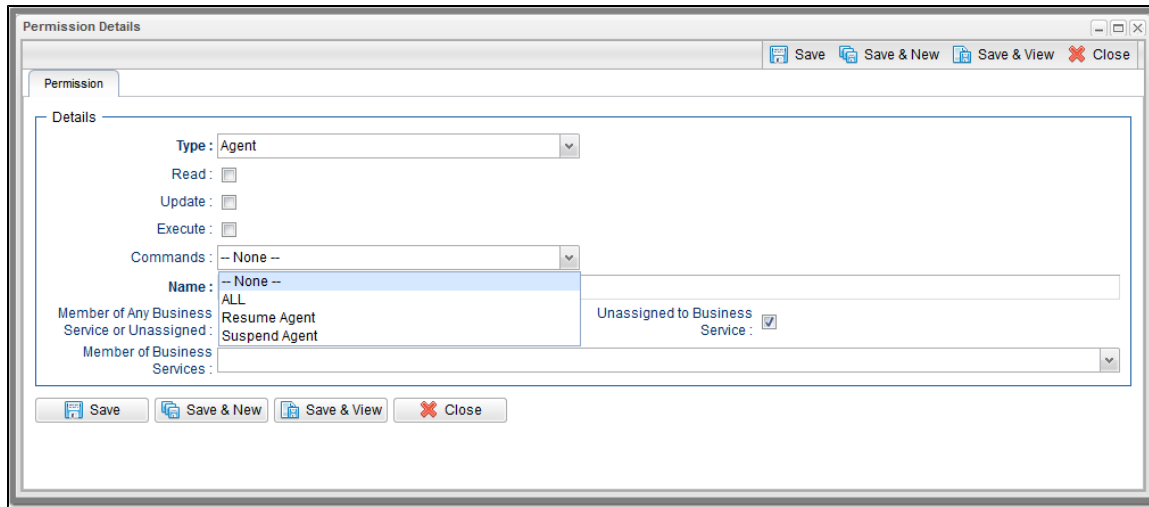 Permission Details
Save Save & New Save & View Close
Permission
Details
Type : Agent
Read :
Update :
Execute :
Commands : -- None --
Name :
-- None --
ALL
Resume Agent
Suspend Agent
Member of Any Business
Service or Unassigned :
Unassigned to Business
Service :
Member of Business
Services :
Save Save & New Save & View Close